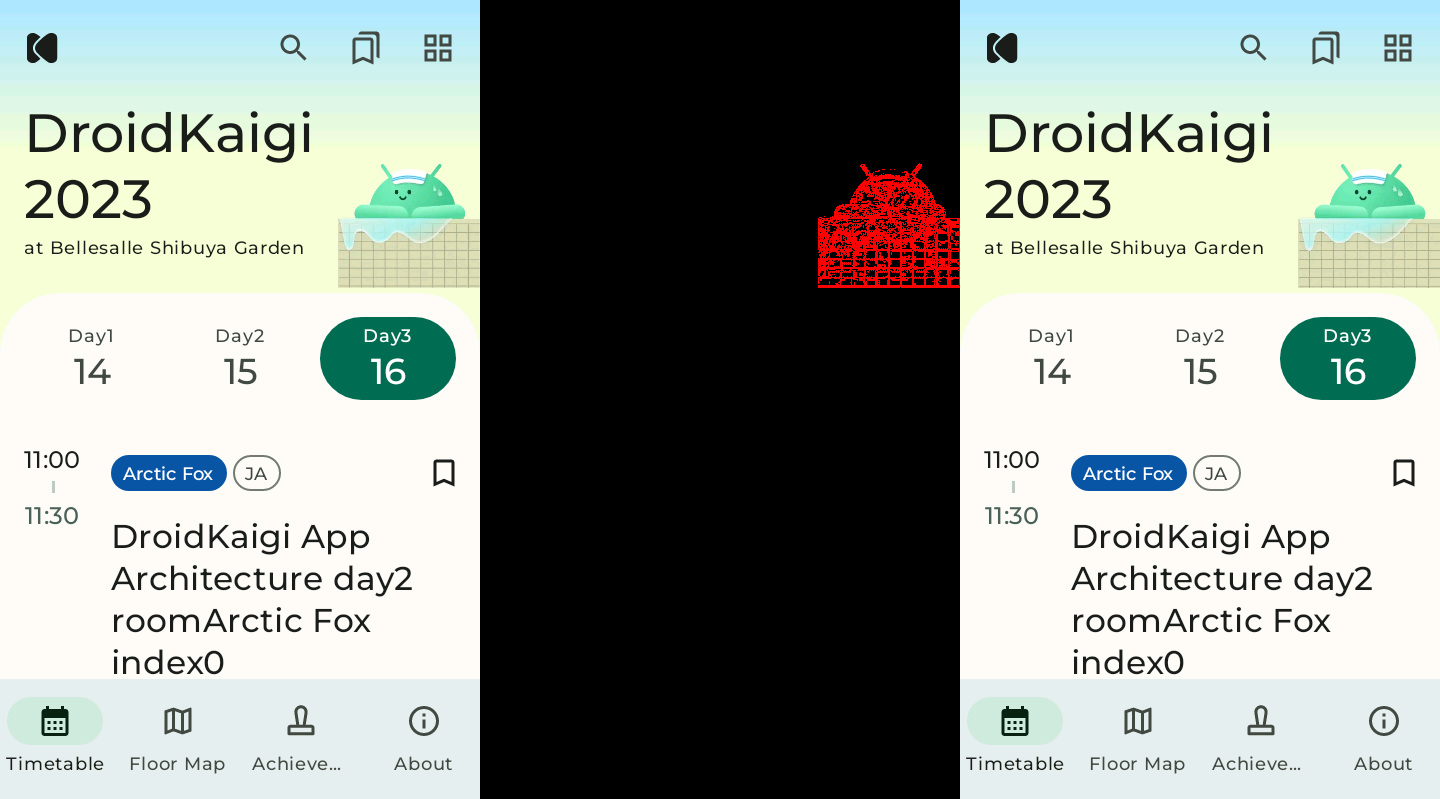 DroidKaigi
2023
at Bellesalle Shibuya Garden
Day1
14
Day2
15
Day3
16
11:00
11:30
Arctic Fox
JA
DroidKaigi App
Architecture day2
roomArctic Fox
index0
Timetable
Floor Map
Achieve...
About
DroidKaigi
2023
at Bellesalle Shibuya Garden
Day1
14
Day2
15
Day3
16
11:00
11:30
Arctic Fox
JA
DroidKaigi App
Architecture day2
roomArctic Fox
index0
Timetable
Floor Map
Achieve...
About